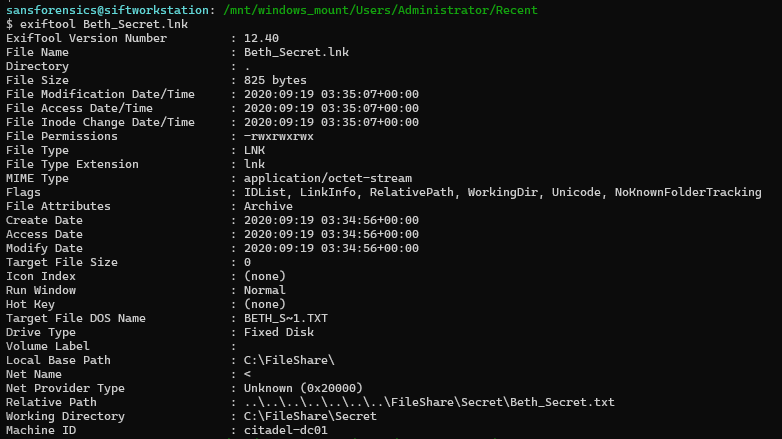 sansforensics@siftworkstation: /mnt/windows_mount/Users/Administrator/Recent
$ exiftool Beth_Secret.lnk
ExifTool Version Number         : 12.40
File Name                       : Beth_Secret.lnk
Directory                       : .
File Size                       : 825 bytes
File Modification Date/Time     : 2020:09:19 03:35:07+00:00
File Access Date/Time           : 2020:09:19 03:35:07+00:00
File Inode Change Date/Time     : 2020:09:19 03:35:07+00:00
File Permissions                : -rwxrwxrwx
File Type                       : LNK
File Type Extension             : lnk
MIME Type                       : application/octet-stream
Flags                           : IDList, LinkInfo, RelativePath, WorkingDir, Unicode, NoKnownFolderTracking
File Attributes                 : Archive
Create Date                     : 2020:09:19 03:34:56+00:00
Access Date                     : 2020:09:19 03:34:56+00:00
Modify Date                     : 2020:09:19 03:34:56+00:00
Target File Size                : 0
Icon Index                      : (none)
Run Window                      : Normal
Hot Key                         : (none)
Target File DOS Name            : BETH_S~1.TXT
Drive Type                      : Fixed Disk
Volume Label                    :
Local Base Path                 : C:\FileShare\
Net Name                        : <
Net Provider Type               : Unknown (0x20000)
Relative Path                   : ..\..\..\..\..\..\..\FileShare\Secret\Beth_Secret.txt
Working Directory               : C:\FileShare\Secret
Machine ID                      : citadel-dc01